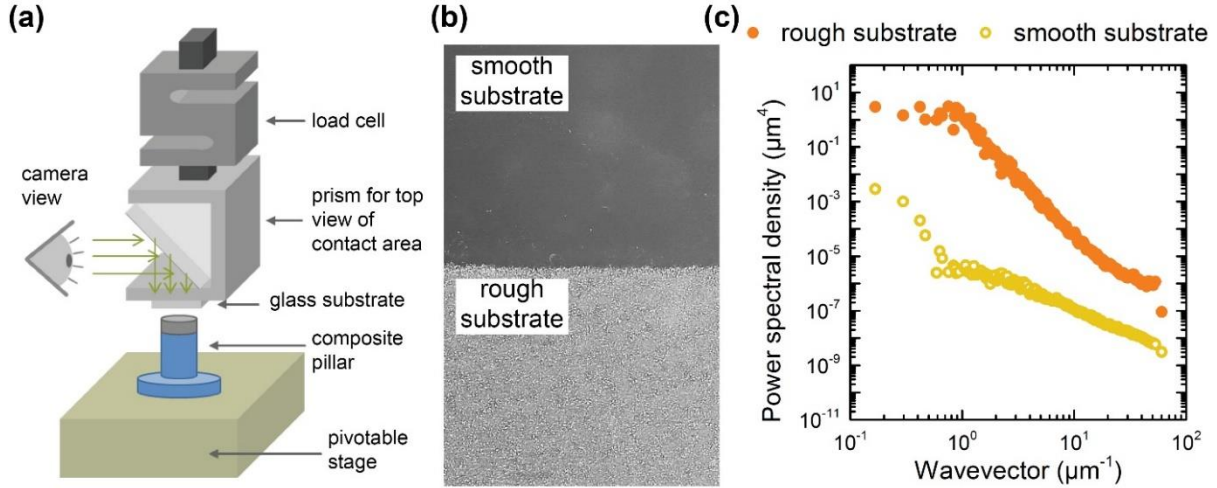 (a)
load cell
camera
view
prism for top
view of
contact area
glass substrate
composite
pillar
pivotable
stage
(b)
smooth
substrate
rough
substrate
(c)
rough substrate
smooth substrate
Power spectral density (µm⁴)
10¹
10⁻¹
10⁻³
10⁻⁵
10⁻⁷
10⁻⁹
10⁻¹¹
10⁻¹
10⁰
10¹
10²
Wavevector (µm⁻¹)